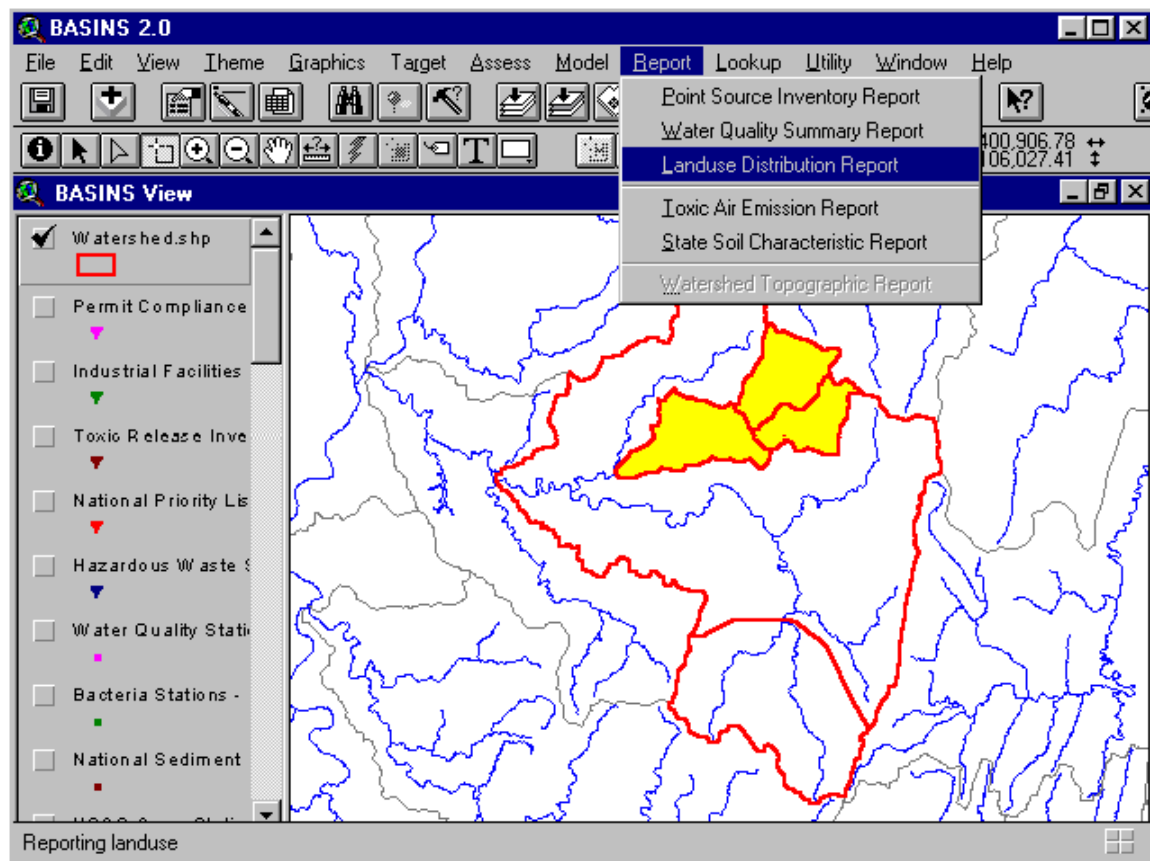 BASINS 2.0
File Edit View Theme Graphics Target Assess Model Report Lookup Utility Window Help
Point Source Inventory Report
Water Quality Summary Report
Landuse Distribution Report
Toxic Air Emission Report
State Soil Characteristic Report
Watershed Topographic Report
400,906.78
106,027.41
T
BASINS View
Watershed.shp
Permit Compliance
Industrial Facilities
Toxic Release Inve
National Priority Lis
Hazardous Waste S
Water Quality Stati
Bacteria Stations -
National Sediment
Reporting landuse